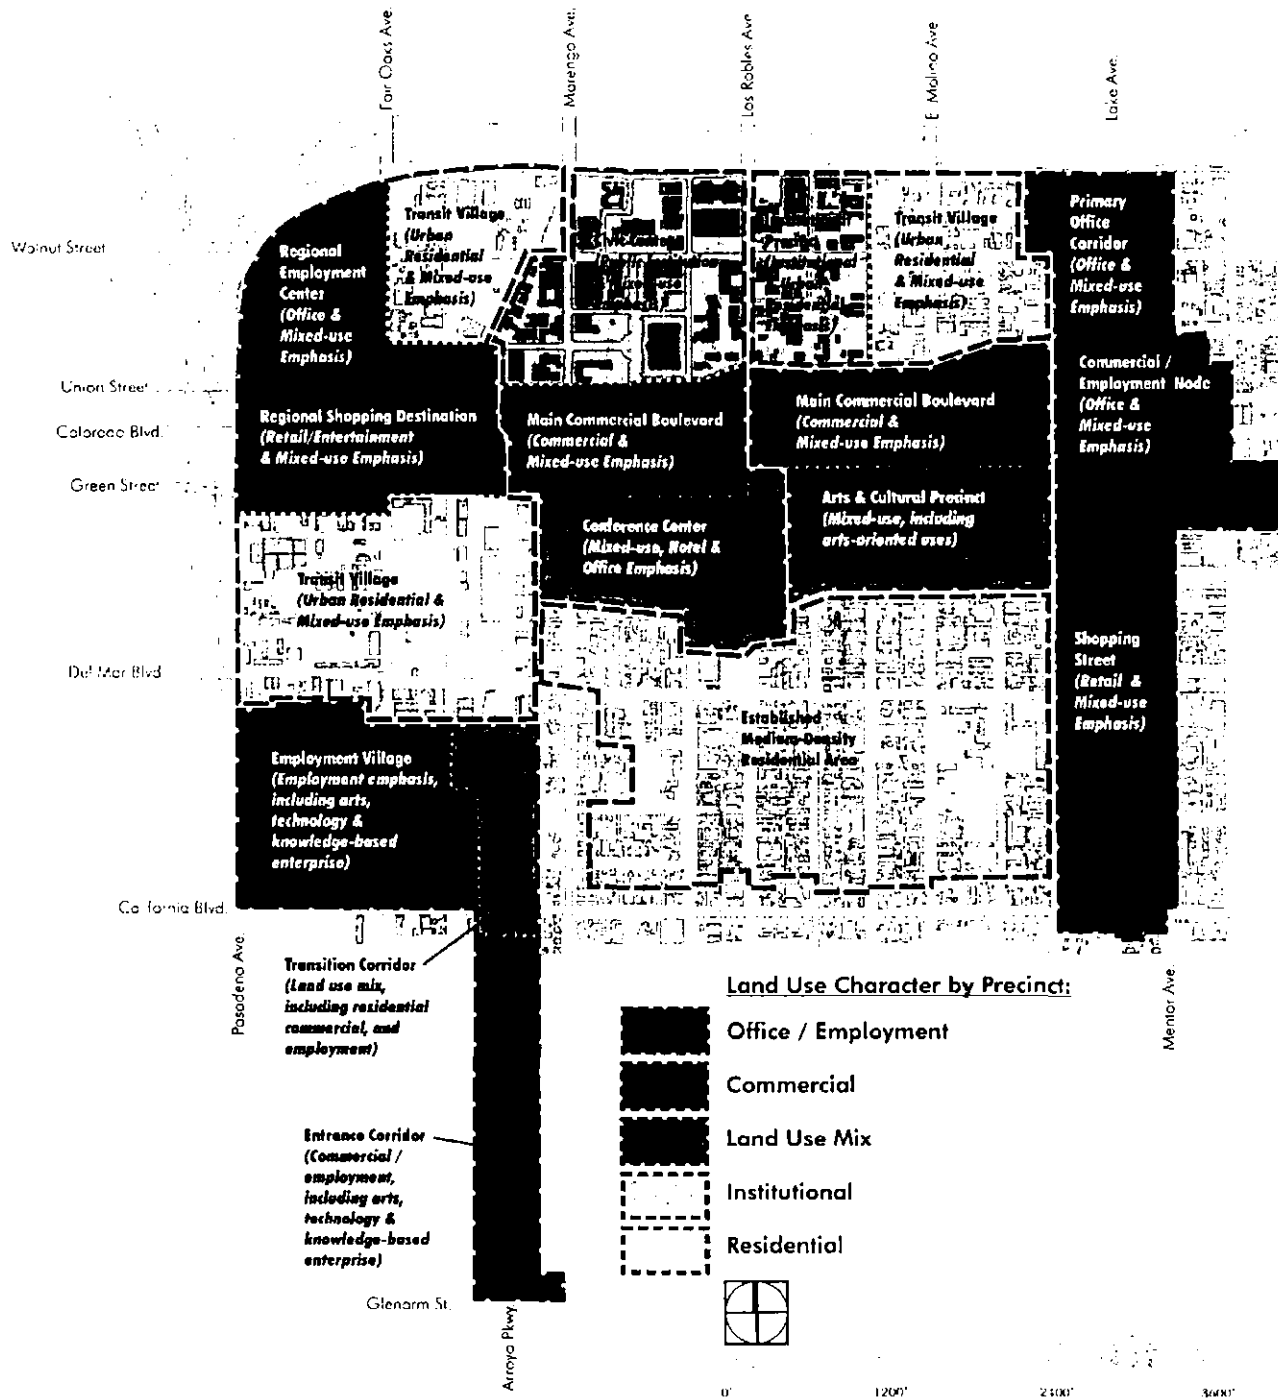 Fair Oaks Ave.
Marengo Ave.
Los Robles Ave.
El Molino Ave.
Lake Ave.
Walnut Street
Union Street
Colorado Blvd.
Green Street
Del Mar Blvd.
California Blvd.
Pasadena Ave.
Glenarm St.
Arroyo Pkwy.
Mentor Ave.
Regional
Employment
Center
(Office &
Mixed-use
Emphasis)
Transit Village
(Urban
Residential
& Mixed-use
Emphasis)
Civic Center
Mixed-use
Precinct
(Institutional
Emphasis)
Transit Village
(Urban
Residential
& Mixed-use
Emphasis)
Primary
Office
Corridor
(Office &
Mixed-use
Emphasis)
Commercial /
Employment Node
(Office &
Mixed-use
Emphasis)
Regional Shopping Destination
(Retail/Entertainment
& Mixed-use Emphasis)
Main Commercial Boulevard
(Commercial &
Mixed-use Emphasis)
Main Commercial Boulevard
(Commercial &
Mixed-use Emphasis)
Conference Center
(Mixed-use, Hotel &
Office Emphasis)
Arts & Cultural Precinct
(Mixed-use, including
arts-oriented uses)
Transit Village
(Urban Residential &
Mixed-use Emphasis)
Shopping
Street
(Retail &
Mixed-use
Emphasis)
Employment Village
(Employment emphasis,
including arts,
technology &
knowledge-based
enterprise)
Established
Medium-Density
Residential Area
Transition Corridor
(Land use mix,
including residential
commercial, and
employment)
Entrance Corridor
(Commercial /
employment,
including arts,
technology &
knowledge-based
enterprise)
Land Use Character by Precinct:
Office / Employment
Commercial
Land Use Mix
Institutional
Residential
0' 1200' 2400' 3600'